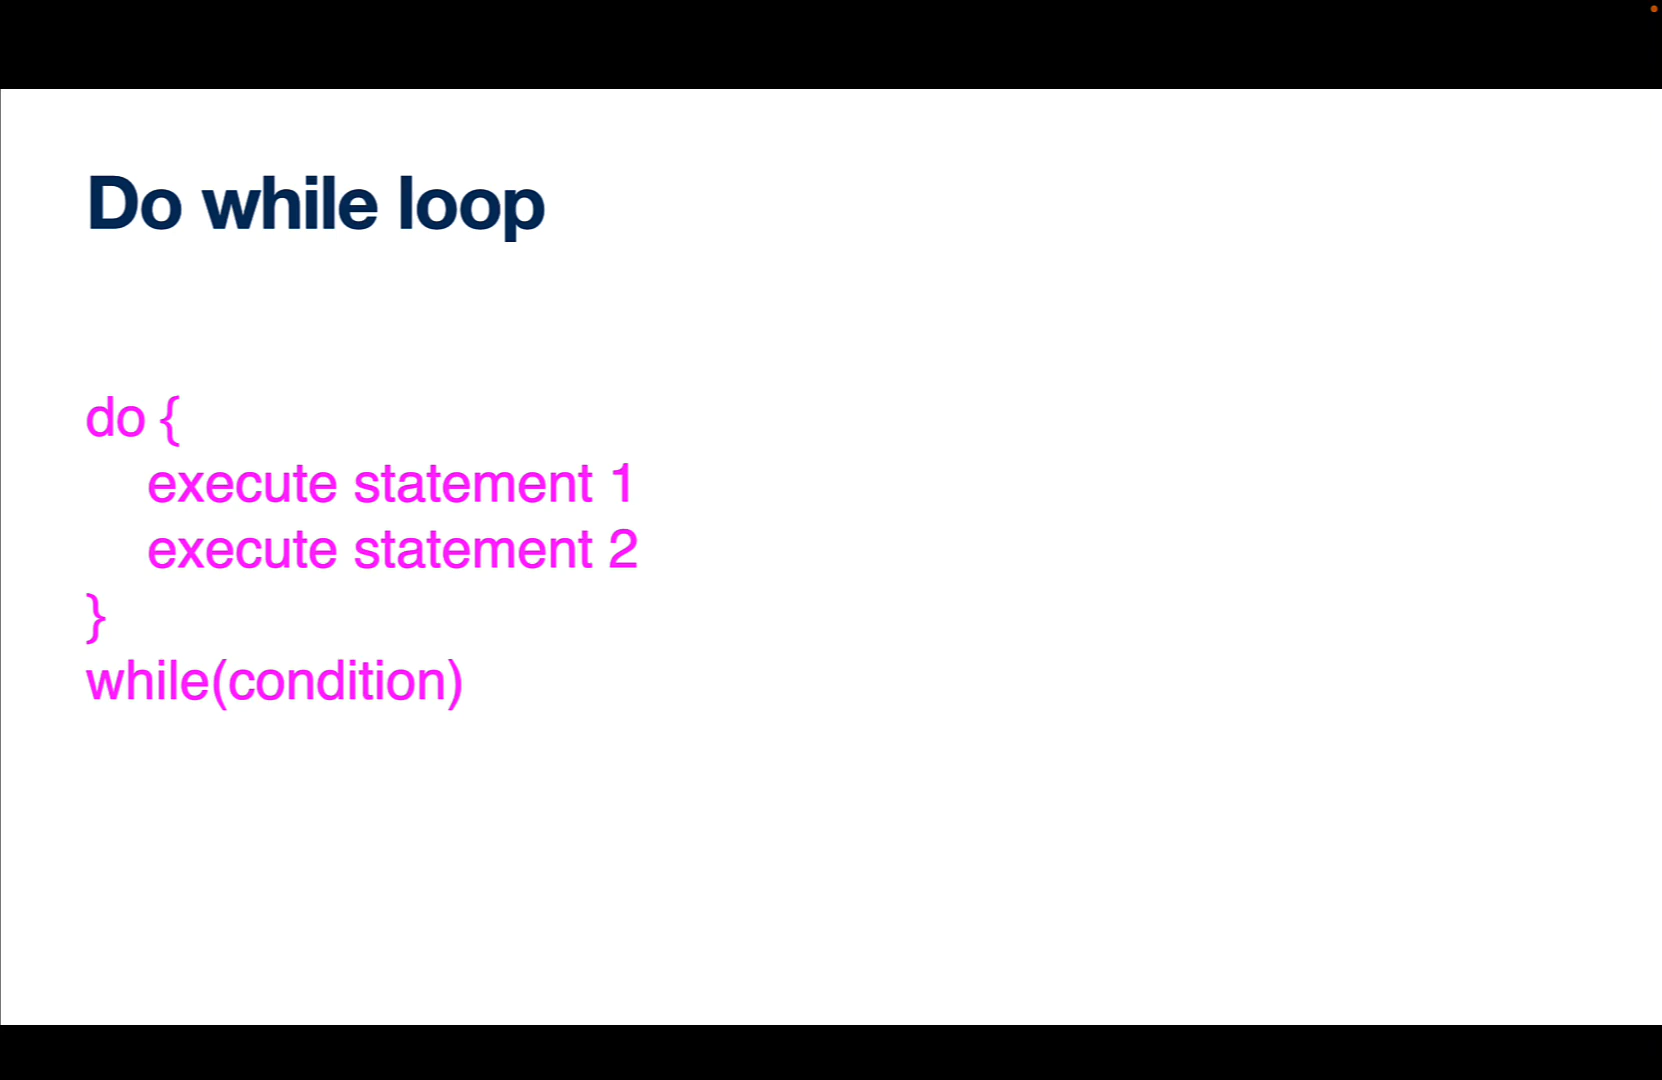 Do while loop
do {
execute statement 1
execute statement 2
}
while(condition)